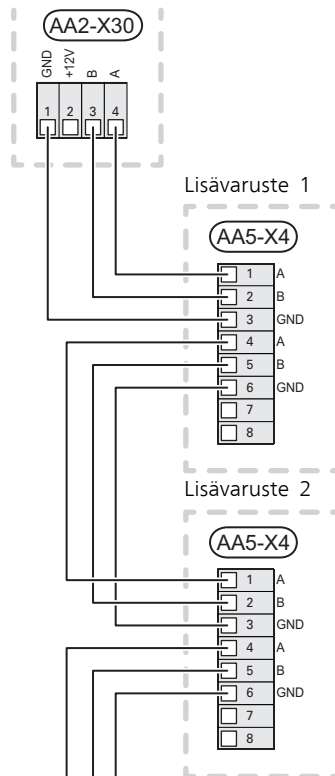 AA2-X30
GND +12V B A
1 2 3 4
Lisävaruste 1
AA5-X4
1 A
2 B
3 GND
4 A
5 B
6 GND
7
8
Lisävaruste 2
AA5-X4
1 A
2 B
3 GND
4 A
5 B
6 GND
7
8